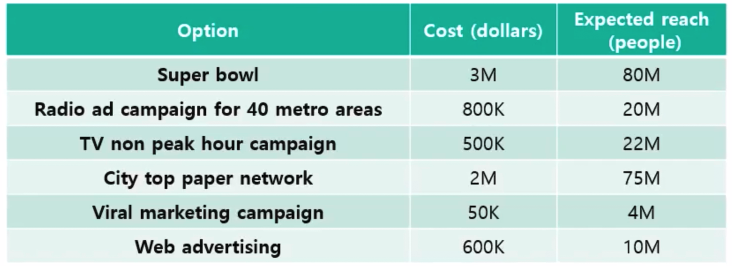 Option Cost (dollars) Expected reach
(people)
Super bowl 3M 80M
Radio ad campaign for 40 metro areas 800K 20M
TV non peak hour campaign 500K 22M
City top paper network 2M 75M
Viral marketing campaign 50K 4M
Web advertising 600K 10M